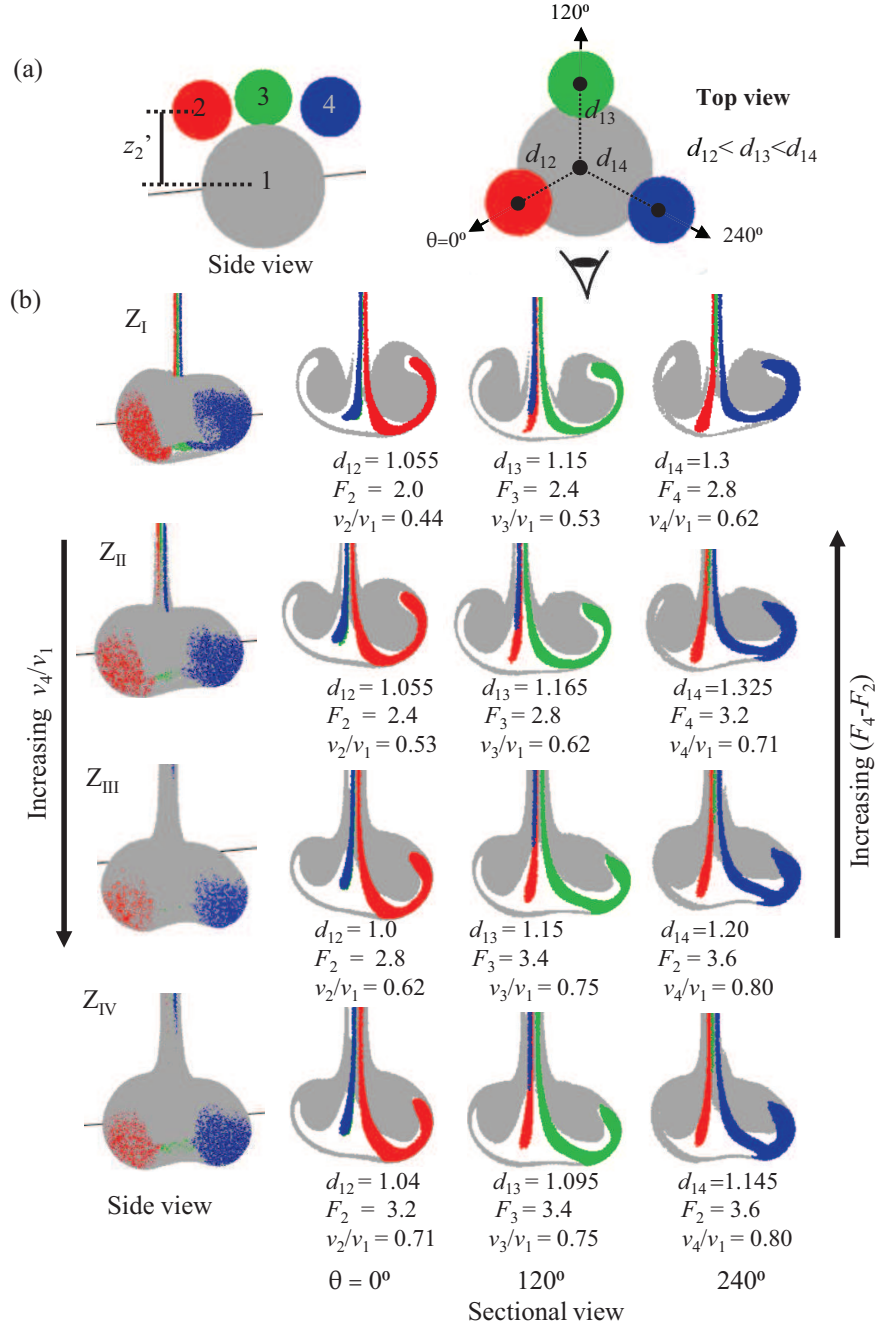 (a)
2
3
4
1
z₂’
Side view
120º
d₁₃
d₁₂
d₁₄
θ=0º
240º
Top view
d₁₂< d₁₃<d₁₄
(b)
Z_I
d₁₂ = 1.055
F₂ = 2.0
v₂/v₁ = 0.44
d₁₃ = 1.15
F₃ = 2.4
v₃/v₁ = 0.53
d₁₄ = 1.3
F₄ = 2.8
v₄/v₁ = 0.62
Z_II
d₁₂ = 1.055
F₂ = 2.4
v₂/v₁ = 0.53
d₁₃ = 1.165
F₃ = 2.8
v₃/v₁ = 0.62
d₁₄ =1.325
F₄ = 3.2
v₄/v₁ = 0.71
Increasing v₄/v₁
Increasing (F₄-F₂)
Z_III
d₁₂ = 1.0
F₂ = 2.8
v₂/v₁ = 0.62
d₁₃ = 1.15
F₃ = 3.4
v₃/v₁ = 0.75
d₁₄ =1.20
F₂ = 3.6
v₄/v₁ = 0.80
Z_IV
Side view
d₁₂ = 1.04
F₂ = 3.2
v₂/v₁ = 0.71
d₁₃ = 1.095
F₃ = 3.4
v₃/v₁ = 0.75
d₁₄ =1.145
F₂ = 3.6
v₄/v₁ = 0.80
θ = 0º 120º 240º
Sectional view